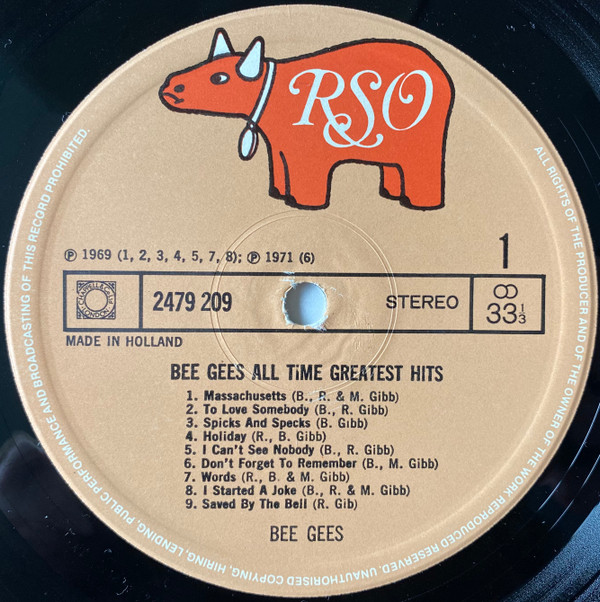 RSO
℗ 1969 (1, 2, 3, 4, 5, 7, 8); ℗ 1971 (6)
1
2479 209
STEREO
33⅓
MADE IN HOLLAND
BEE GEES ALL TiME GREATEST HITS
1. Massachusetts (B., R. & M. Gibb)
2. To Love Somebody (B., R. Gibb)
3. Spicks And Specks (B. Gibb)
4. Holiday (R., B. Gibb)
5. I Can't See Nobody (B., R. Gibb)
6. Don't Forget To Remember (B., M. Gibb)
7. Words (R., B. & M. Gibb)
8. I Started A Joke (B., R. & M. Gibb)
9. Saved By The Bell (R. Gib)
BEE GEES
ALL RIGHTS OF THE PRODUCER AND OF THE OWNER OF THE WORK REPRODUCED RESERVED. UNAUTHORISED COPYING, HIRING, LENDING, PUBLIC PERFORMANCE AND BROADCASTING OF THIS RECORD PROHIBITED.